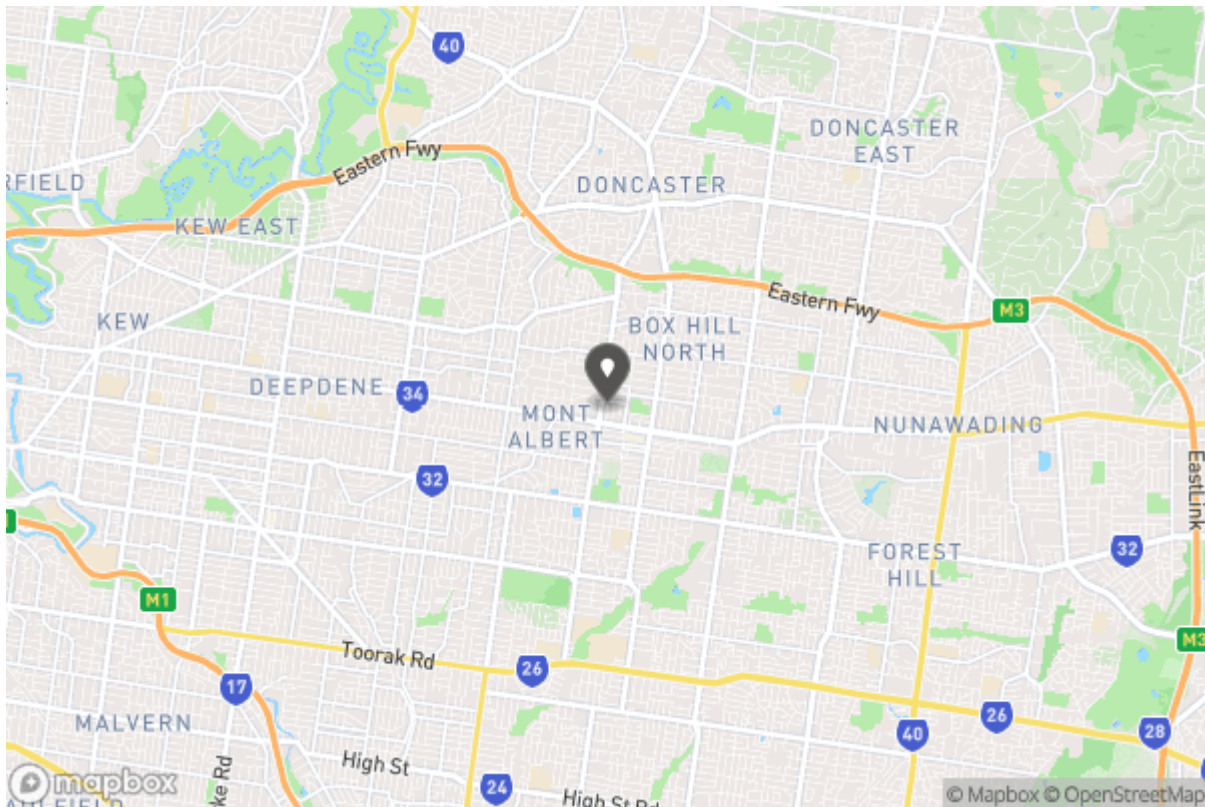 40
DONCASTER
EAST
Eastern Fwy
RFIELD
DONCASTER
KEW EAST
Eastern Fwy
M3
KEW
BOX HILL
NORTH
DEEPDENE
34
MONT
ALBERT
NUNAWADING
32
EastLink
FOREST
HILL
32
M1
M3
Toorak Rd
26
17
26
MALVERN
40
28
High St
24
mapbox
ke Rd
High St Rd
© Mapbox © OpenStreetMap